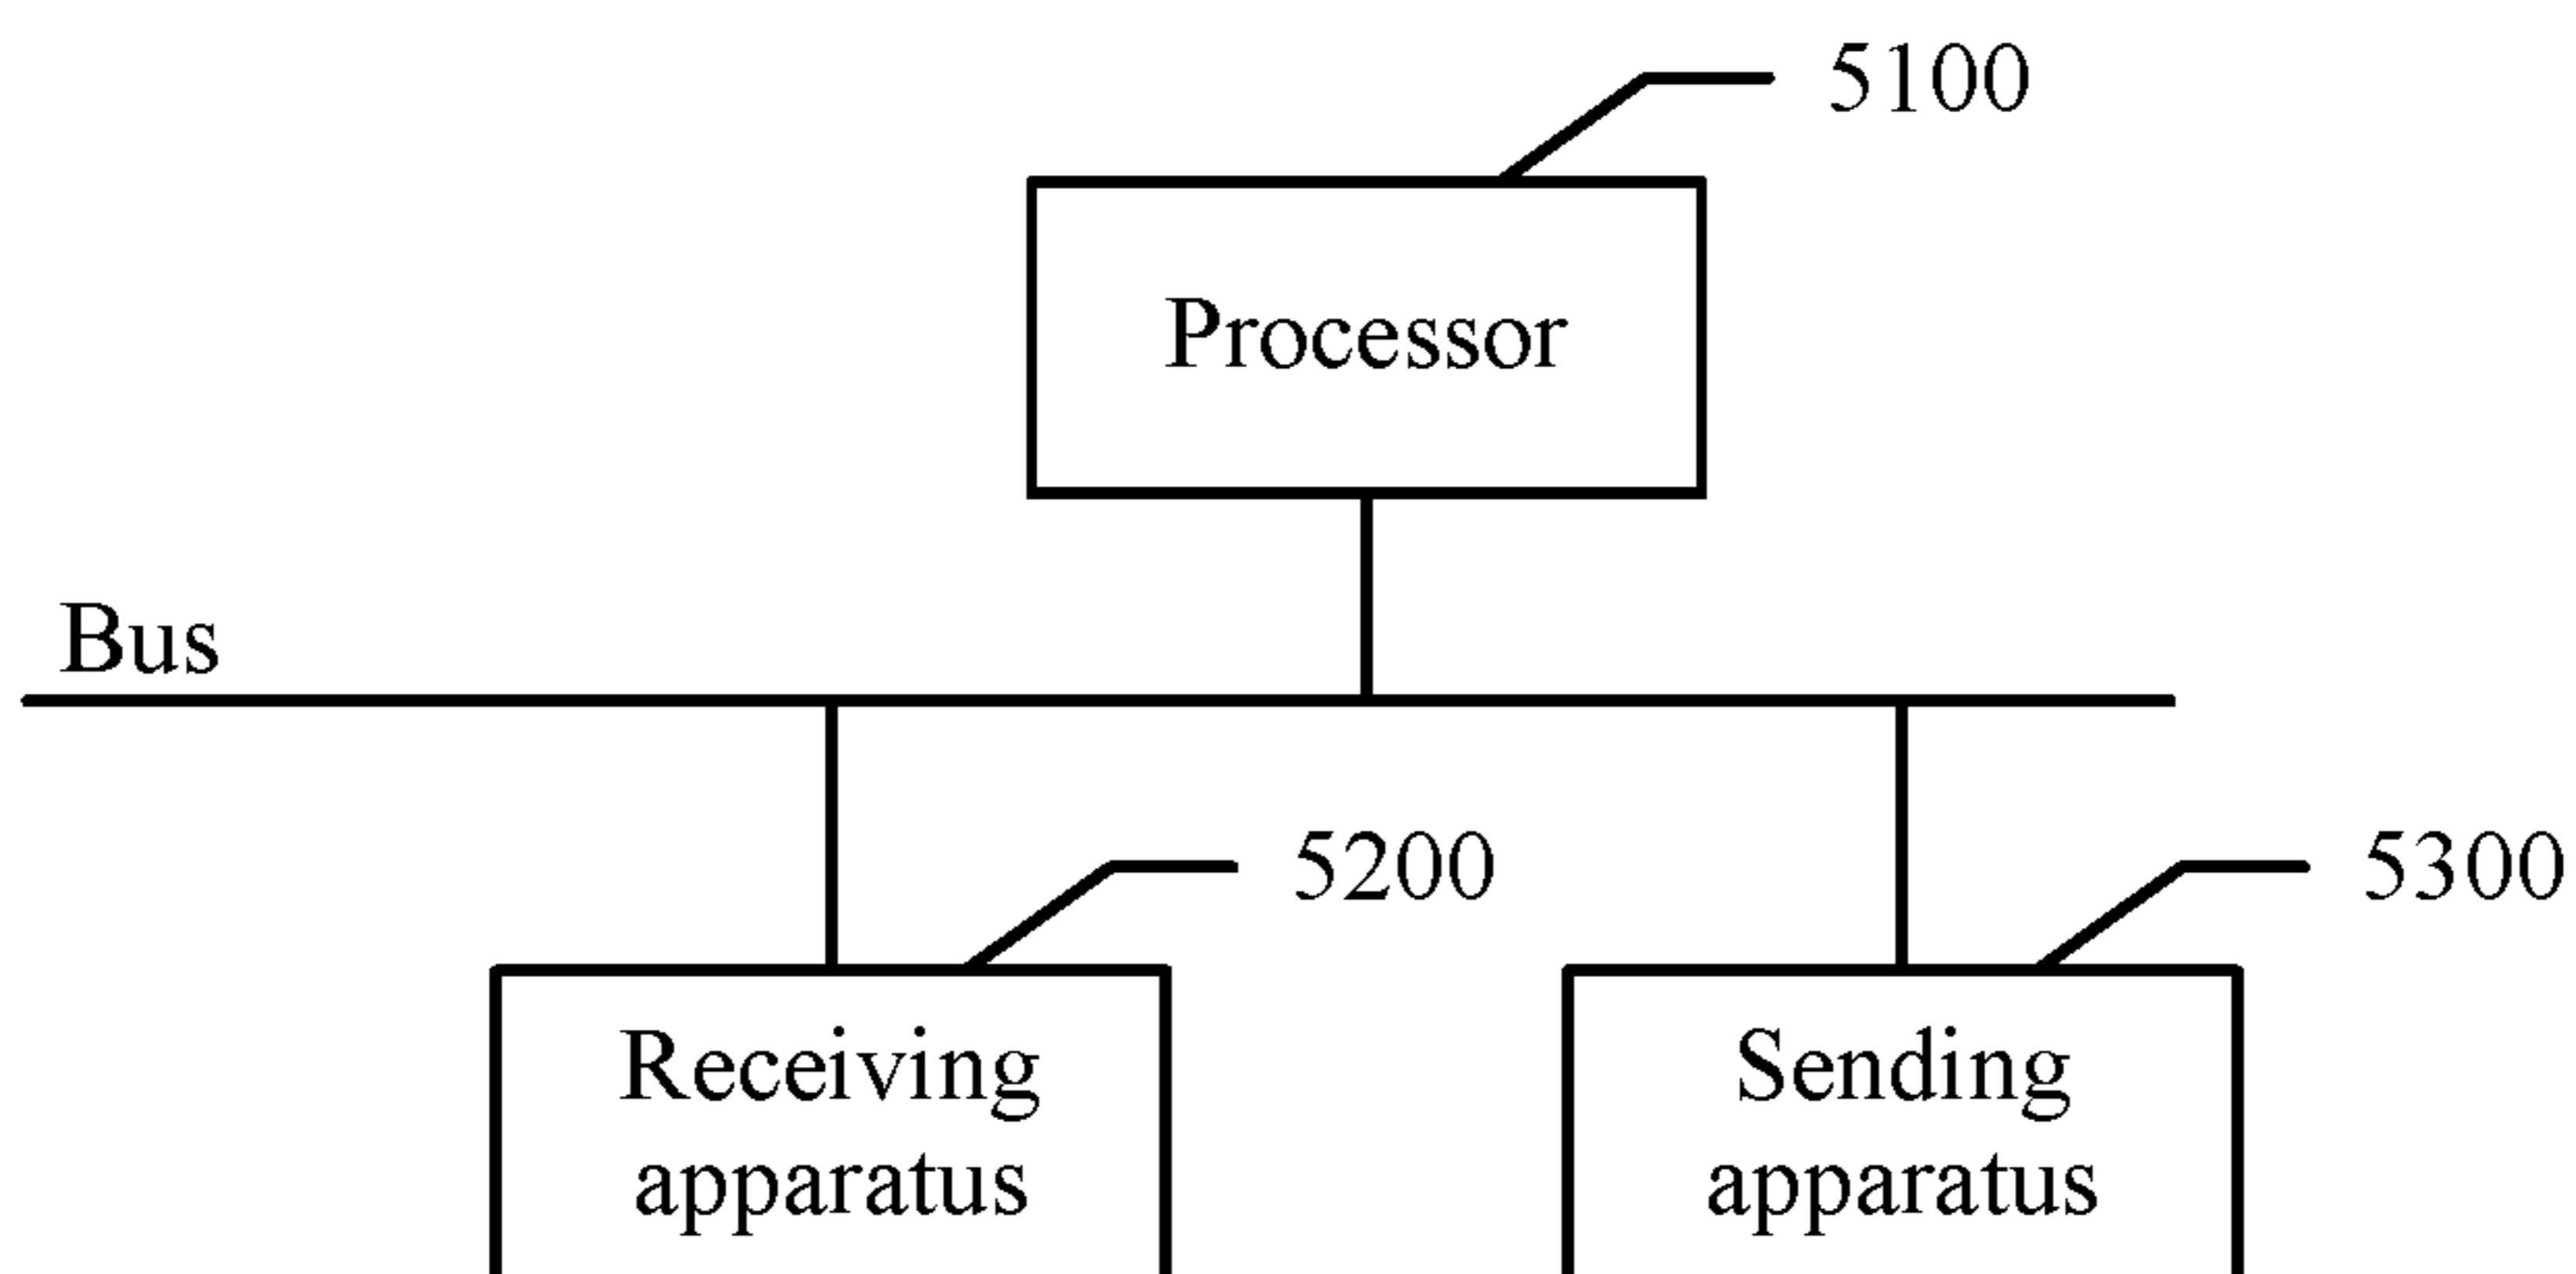 5100
Processor
Bus
5200
5300
Receiving
apparatus
Sending
apparatus